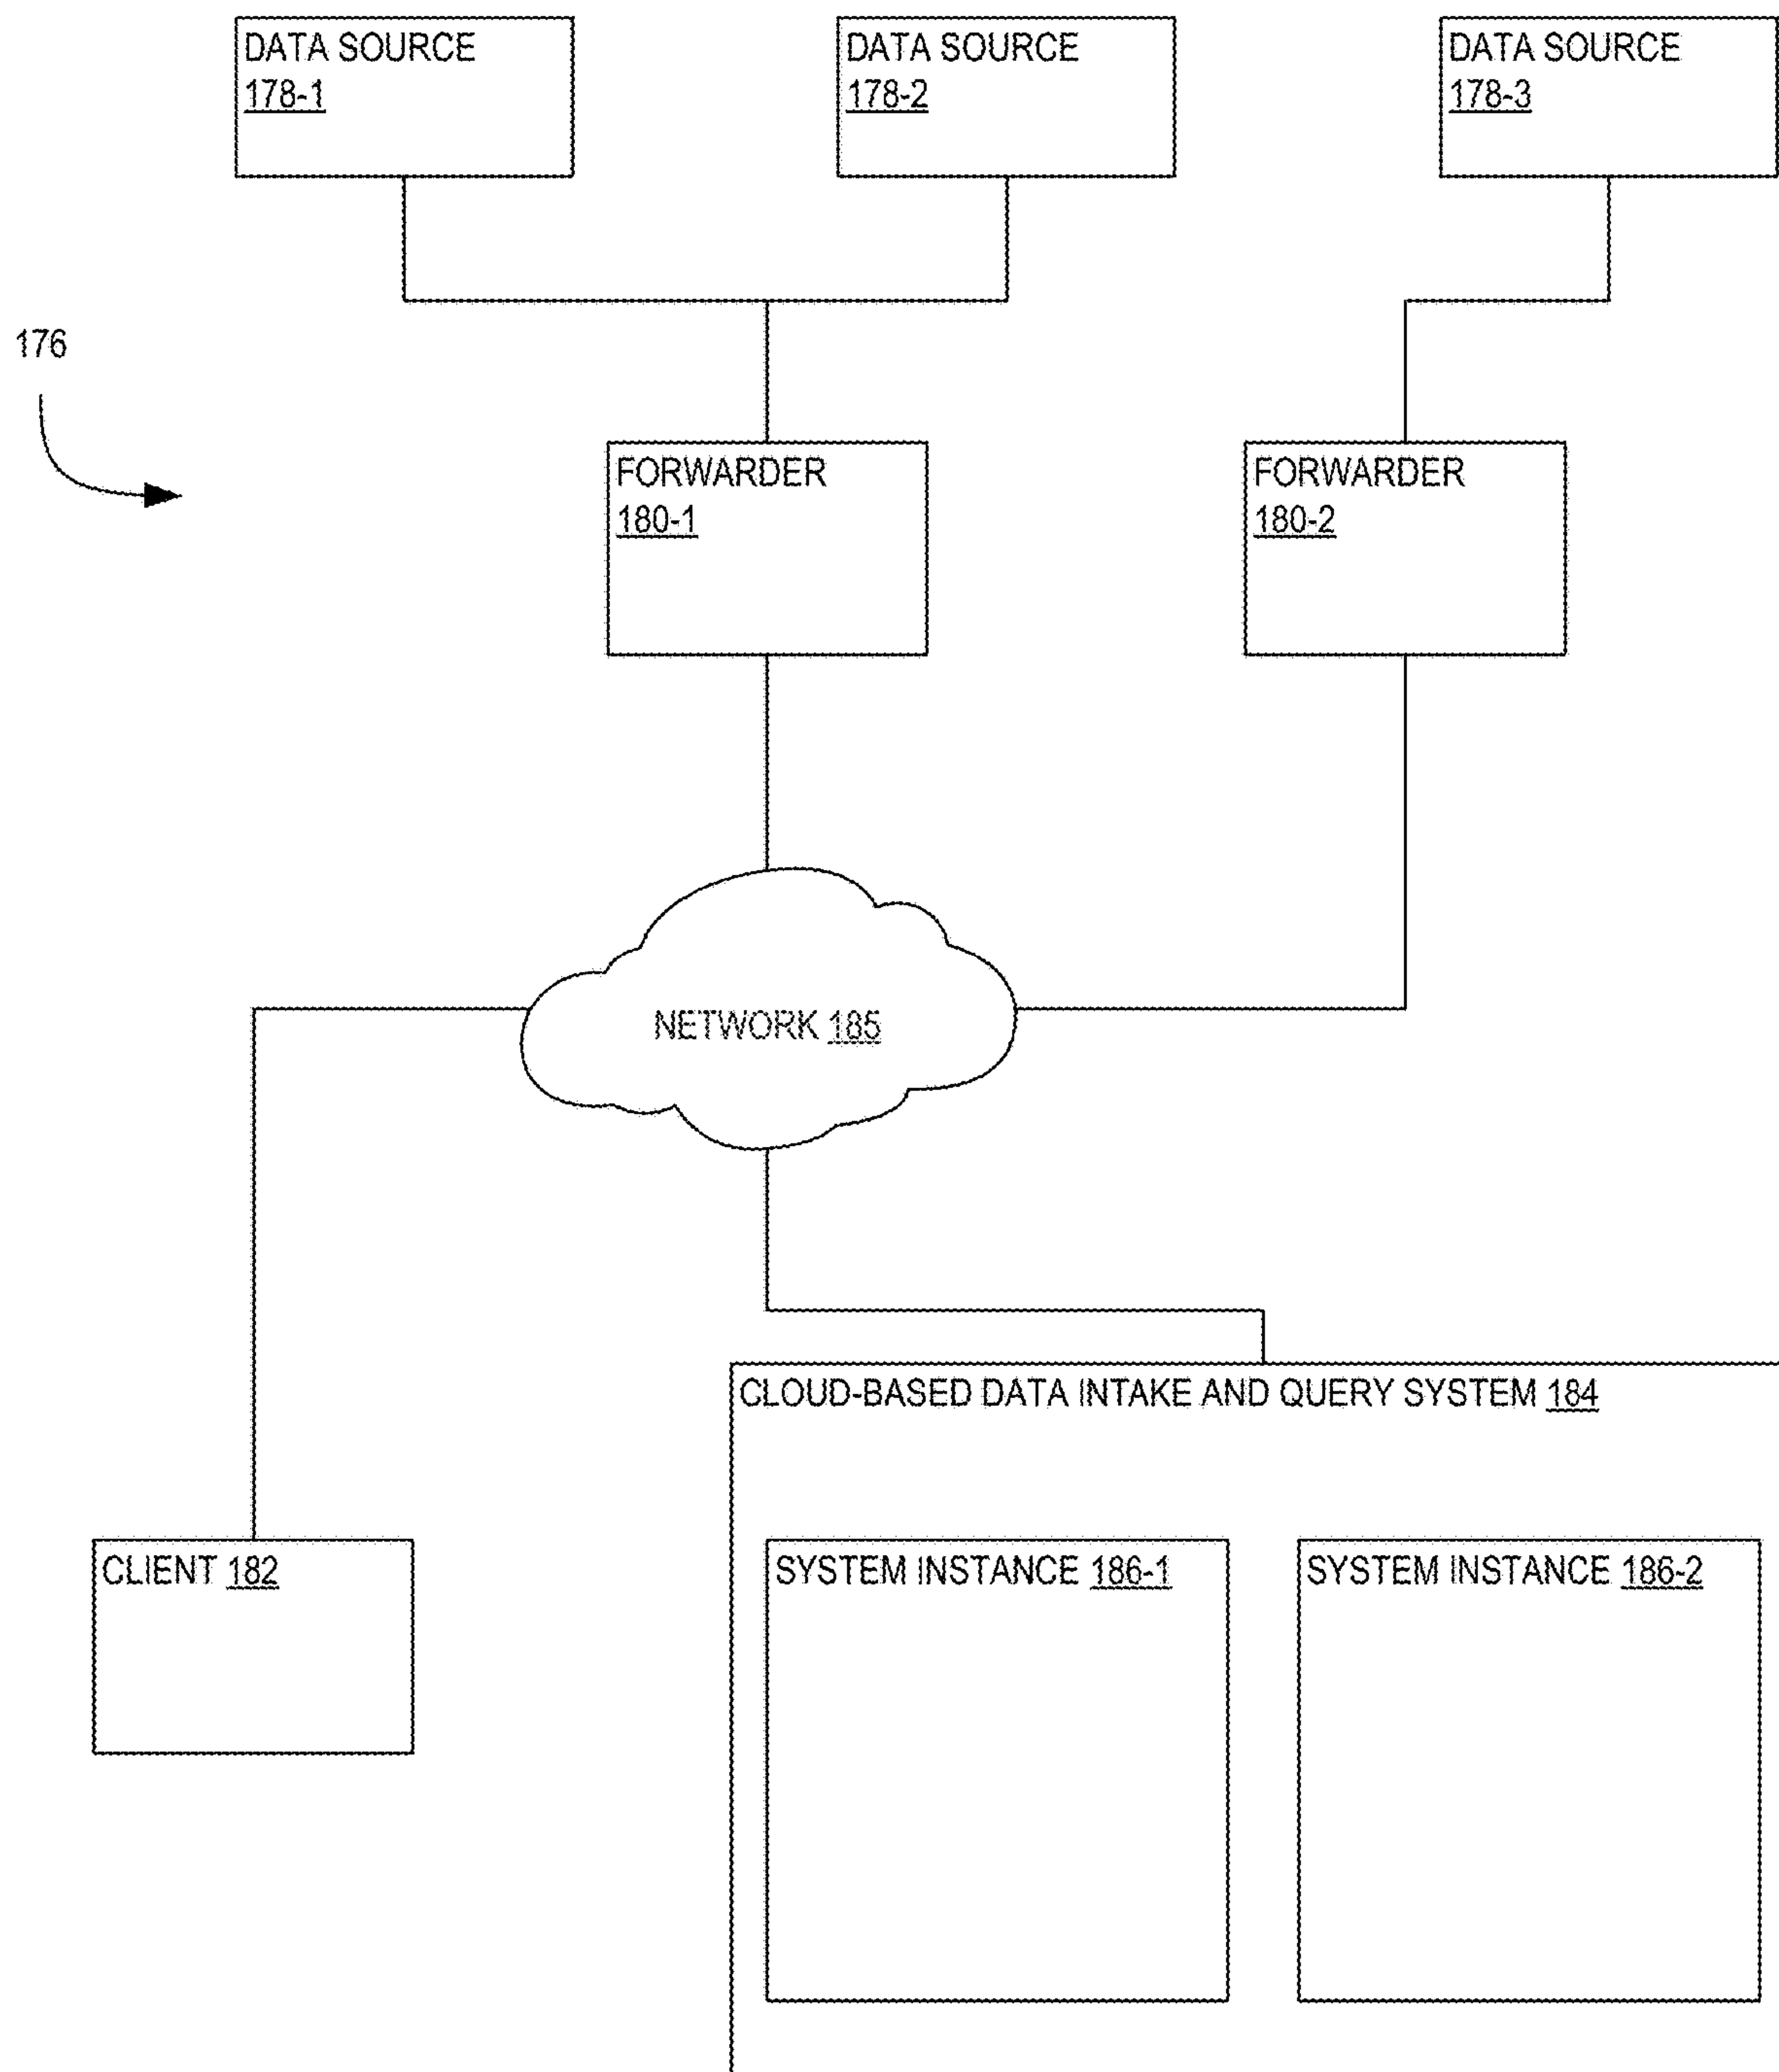 DATA SOURCE
178-1
DATA SOURCE
178-2
DATA SOURCE
178-3
176
FORWARDER
180-1
FORWARDER
180-2
NETWORK 185
CLOUD-BASED DATA INTAKE AND QUERY SYSTEM 184
CLIENT 182
SYSTEM INSTANCE 186-1
SYSTEM INSTANCE 186-2